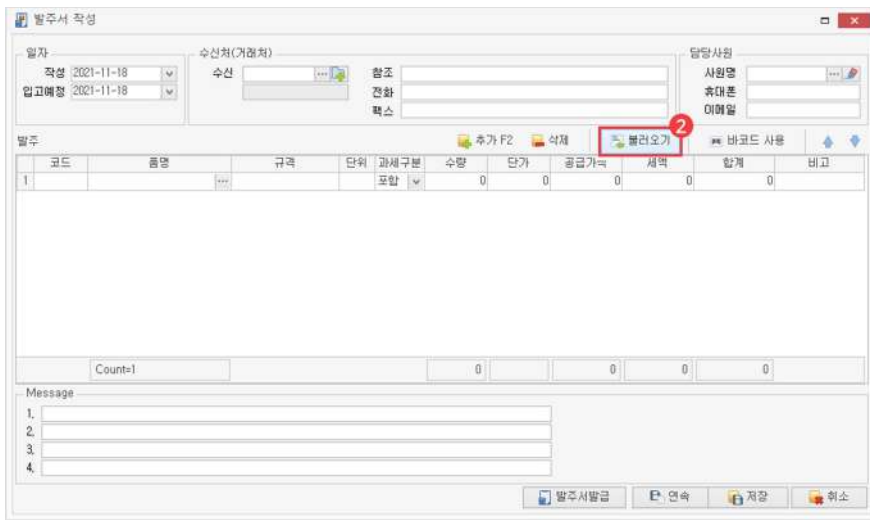 발주서 작성
일자
작성 2021-11-18
입고예정 2021-11-18
수신처(거래처)
수신 ...
참조
전화
팩스
담당사원
사원명 ...
휴대폰
이메일
발주
추가 F2 삭제 불러오기 바코드 사용
2
코드 품명 규격 단위 과세구분 수량 단가 공급가액 세액 합계 비고
1 ... 포함 0 0 0 0 0
Count=1 0 0 0 0
Message
1.
2.
3.
4.
발주서발급 연속 저장 취소